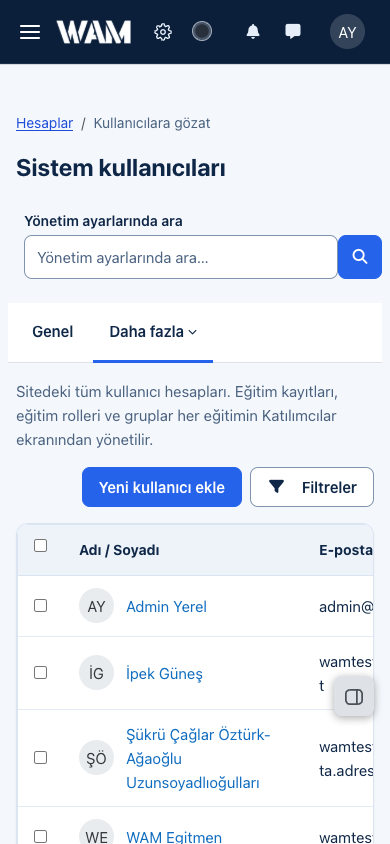 WAM
AY
Hesaplar / Kullanıcılara gözat
Sistem kullanıcıları
Yönetim ayarlarında ara
Yönetim ayarlarında ara...
Genel
Daha fazla
Sitedeki tüm kullanıcı hesapları. Eğitim kayıtları,
eğitim rolleri ve gruplar her eğitimin Katılımcılar
ekranından yönetilir.
Yeni kullanıcı ekle
Filtreler
Adı / Soyadı
E-posta
AY
Admin Yerel
admin@
İG
İpek Güneş
wamtest
t
ŞÖ
Şükrü Çağlar Öztürk-
Ağaoğlu
Uzunsoyadlıoğulları
wamtes
ta.adres
WE
WAM Egitmen
wamtes